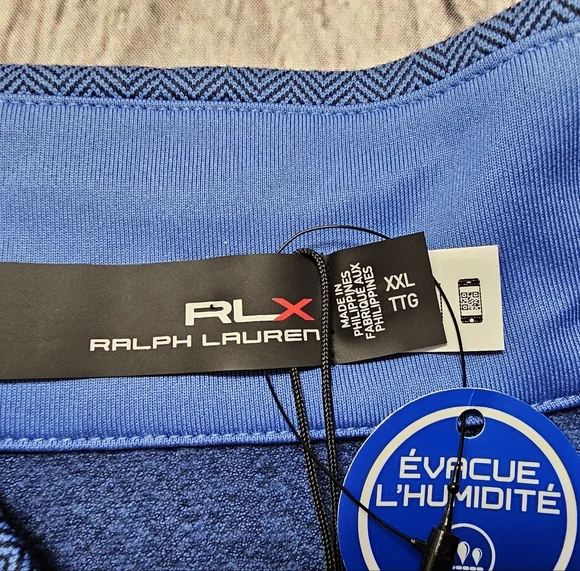 RLX
RALPH LAUREN
MADE IN
PHILIPPINES
FABRIQUÉ AUX
PHILIPPINES
XXL
TTG
ÉVACUE
L'HUMIDITÉ